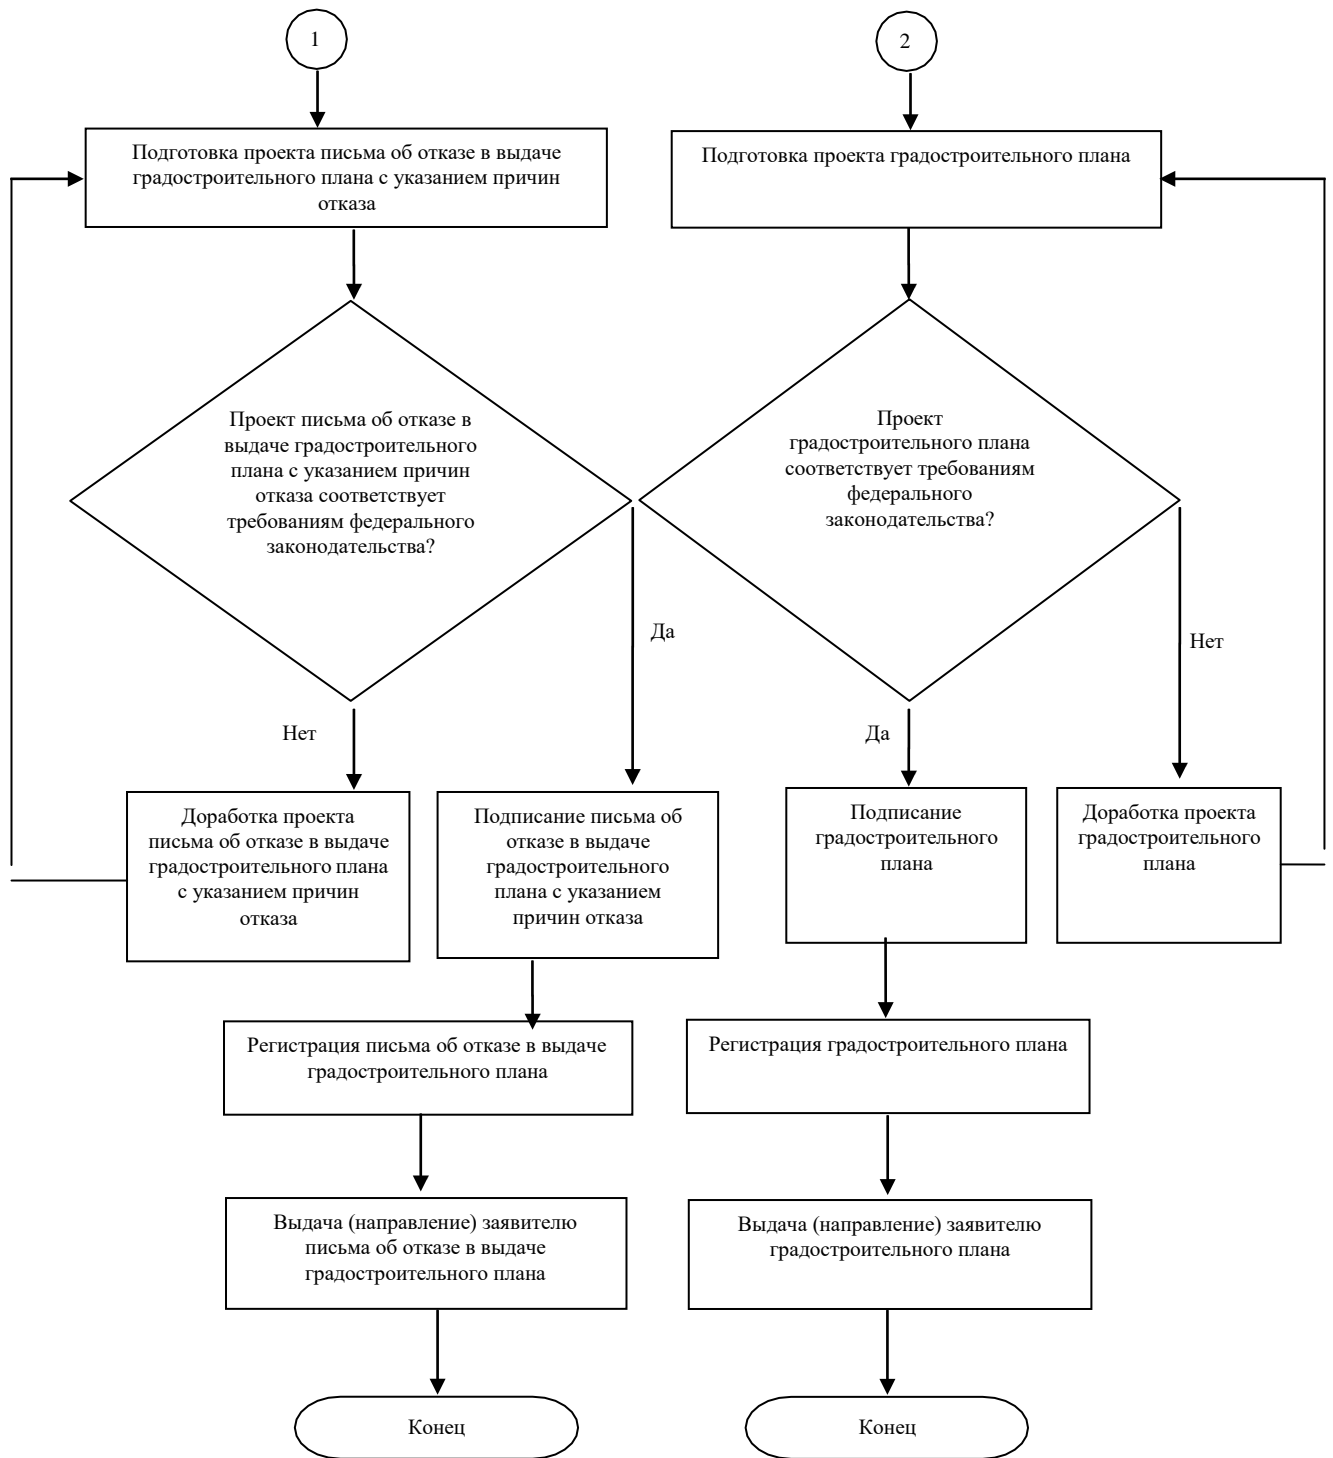 1
2
Подготовка проекта письма об отказе в выдаче
градостроительного плана с указанием причин
отказа
Подготовка проекта градостроительного плана
Проект письма об отказе в
выдаче градостроительного
плана с указанием причин
отказа соответствует
требованиям федерального
законодательства?
Проект
градостроительного плана
соответствует требованиям
федерального
законодательства?
Да
Нет
Нет
Да
Доработка проекта
письма об отказе в выдаче
градостроительного плана
с указанием причин
отказа
Подписание письма об
отказе в выдаче
градостроительного
плана с указанием
причин отказа
Подписание
градостроительного
плана
Доработка проекта
градостроительного
плана
Регистрация письма об отказе в выдаче
градостроительного плана
Регистрация градостроительного плана
Выдача (направление) заявителю
письма об отказе в выдаче
градостроительного плана
Выдача (направление) заявителю
градостроительного плана
Конец
Конец